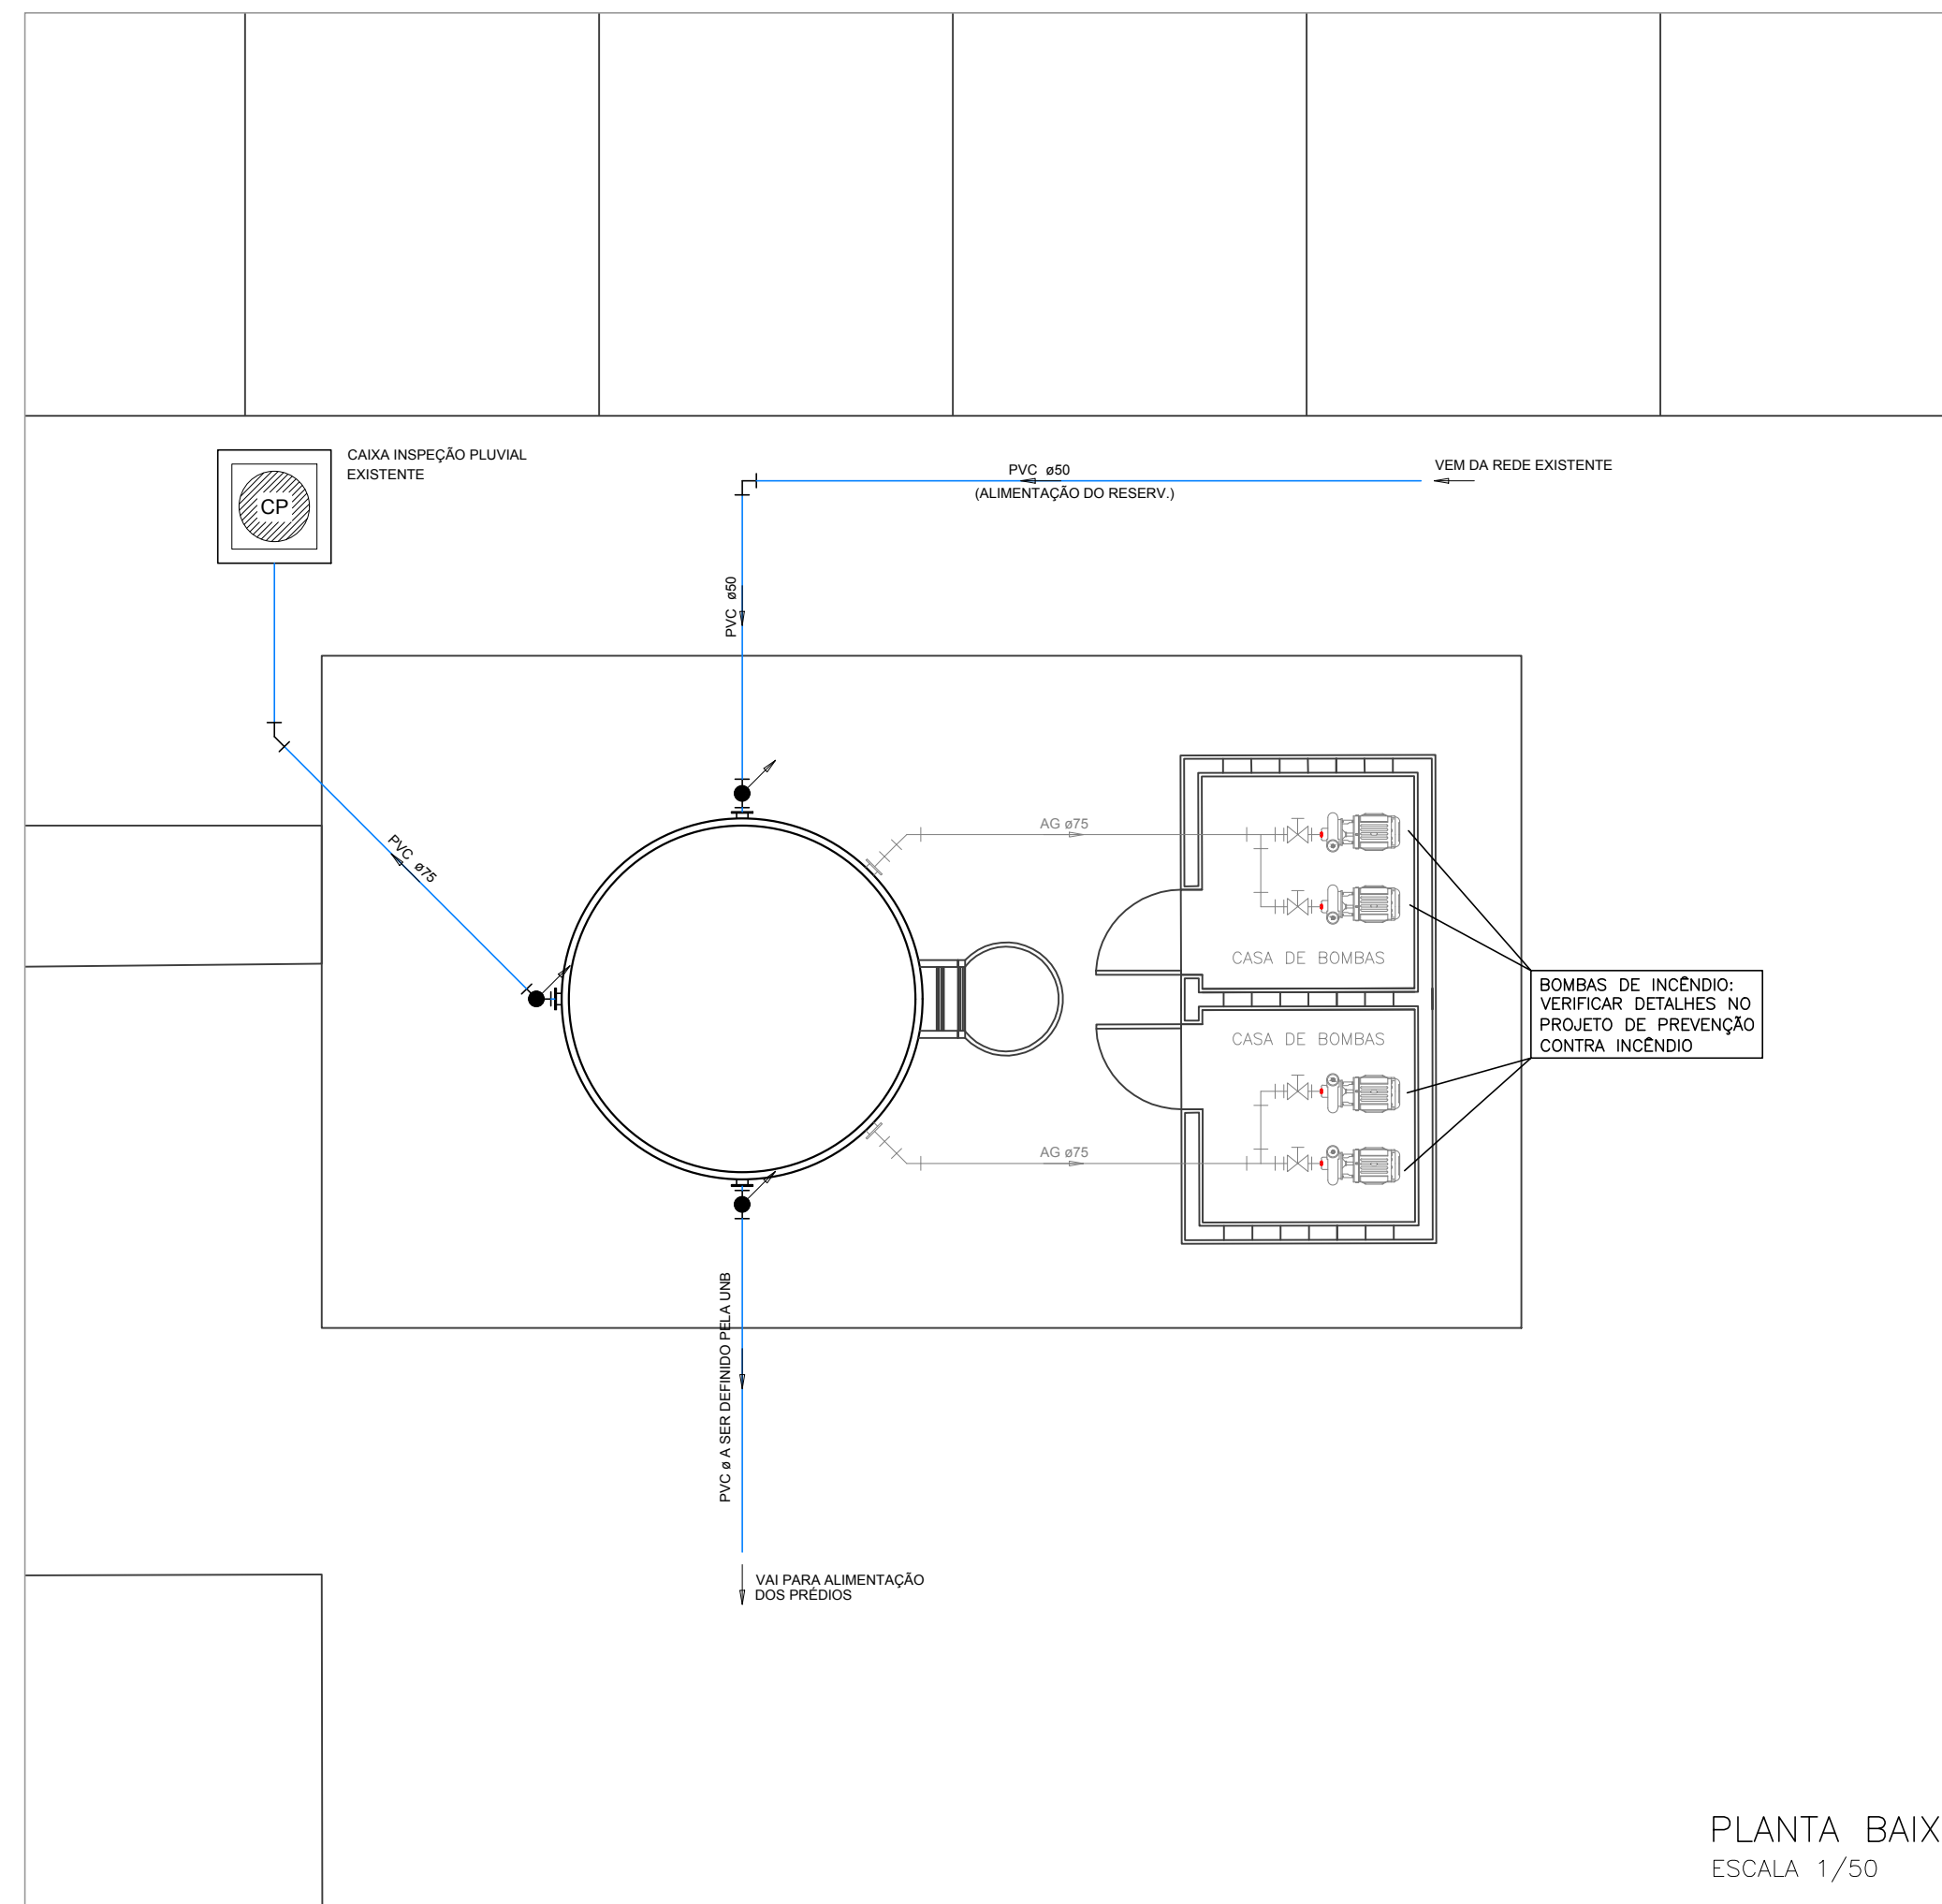 CAIXA INSPEÇÃO PLUVIAL
EXISTENTE
CP
PVC ø50
(ALIMENTAÇÃO DO RESERV.)
VEM DA REDE EXISTENTE
PVC ø50
PVC ø75
AG ø75
CASA DE BOMBAS
CASA DE BOMBAS
AG ø75
BOMBAS DE INCÊNDIO:
VERIFICAR DETALHES NO
PROJETO DE PREVENÇÃO
CONTRA INCÊNDIO
PVC ø A SER DEFINIDO PELA UNB
VAI PARA ALIMENTAÇÃO
DOS PRÉDIOS
PLANTA BAIX
ESCALA 1/50